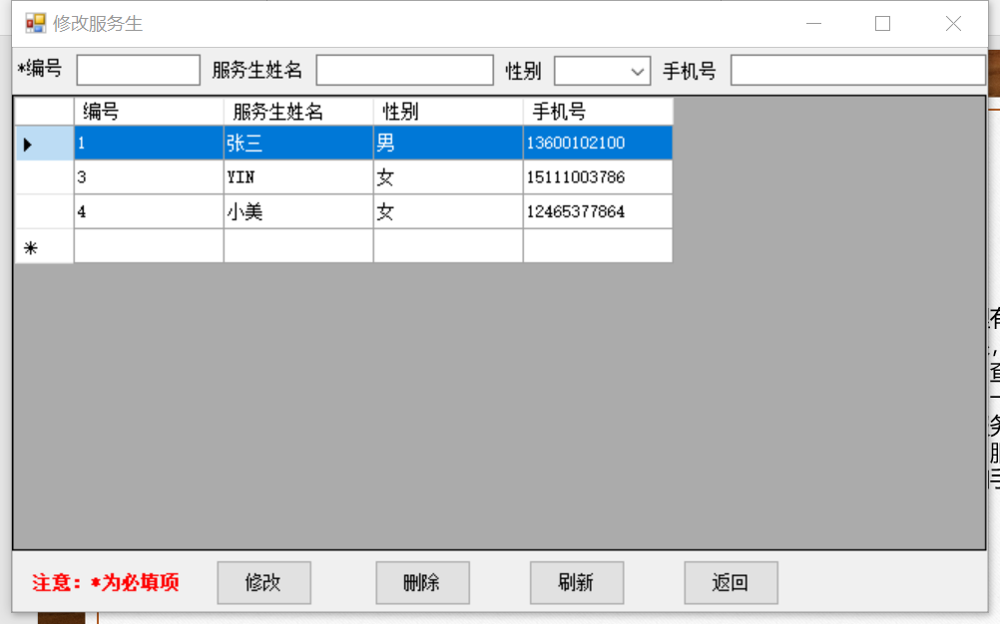 修改服务生
*编号 服务生姓名 性别 手机号
编号 服务生姓名 性别 手机号
1 张三 男 13600102100
3 YIN 女 15111003786
4 小美 女 12465377864
*
注意：*为必填项 修改 删除 刷新 返回